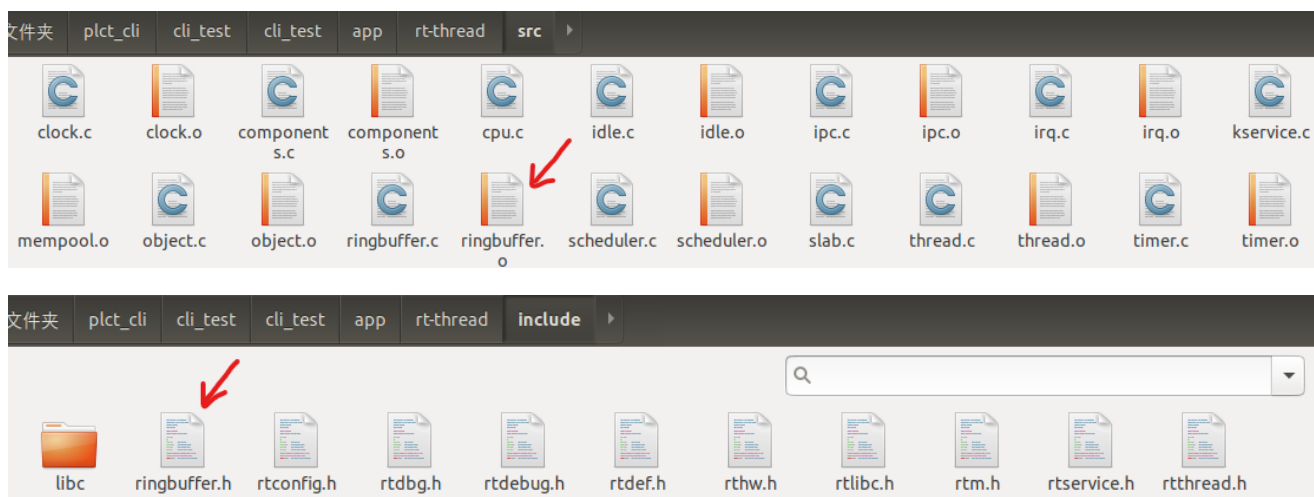 文件夹 plct_cli cli_test cli_test app rt-thread src
clock.c clock.o component component cpu.c idle.c idle.o ipc.c ipc.o irq.c irq.o kservice.c
s.c s.o
mempool.o object.c object.o ringbuffer.c ringbuffer. scheduler.c scheduler.o slab.c thread.c thread.o timer.c timer.o
o
文件夹 plct_cli cli_test cli_test app rt-thread include
libc ringbuffer.h rtconfig.h rtdbg.h rtdebug.h rtdef.h rthw.h rtlibc.h rtm.h rtservice.h rtthread.h